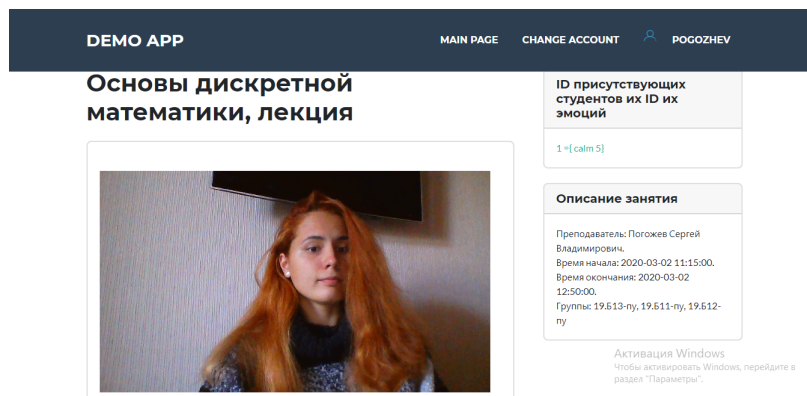 DEMO APP
MAIN PAGE
CHANGE ACCOUNT
POGOZHEV
Основы дискретной
математики, лекция
ID присутствующих
студентов их ID их
эмоций
1 ={ calm 5}
Описание занятия
Преподаватель: Погожев Сергей
Владимирович.
Время начала: 2020-03-02 11:15:00.
Время окончания: 2020-03-02
12:50:00.
Группы: 19.Б13-пу, 19.Б11-пу, 19.Б12-
пу
Активация Windows
Чтобы активировать Windows, перейдите в
раздел "Параметры".